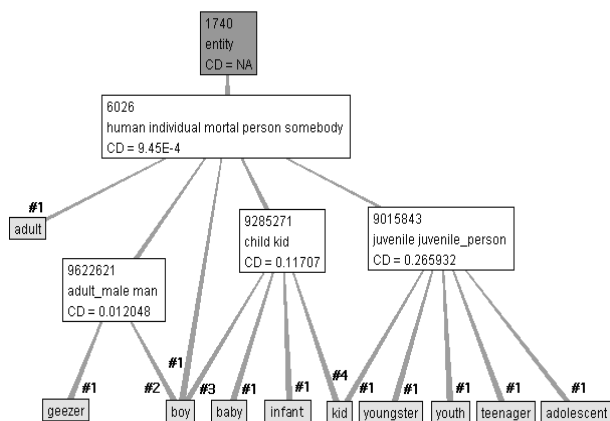 1740
entity
CD = NA
6026
human individual mortal person somebody
CD = 9.45E-4
#1
adult
9285271
child kid
CD = 0.11707
9015843
juvenile juvenile_person
CD = 0.265932
9622621
adult_male man
CD = 0.012048
#1
#1
#2
#3
#1
#1
#4
#1
#1
#1
#1
#1
geezer
boy
baby
infant
kid
youngster
youth
teenager
adolescent